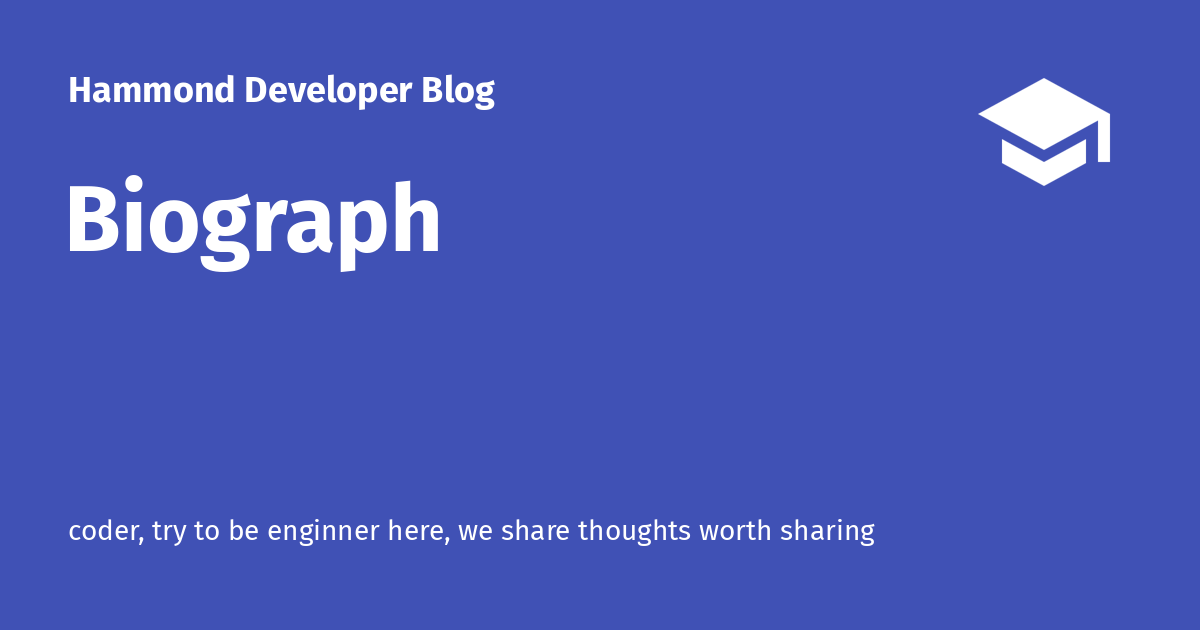 Hammond Developer Blog
Biograph
coder, try to be enginner here, we share thoughts worth sharing